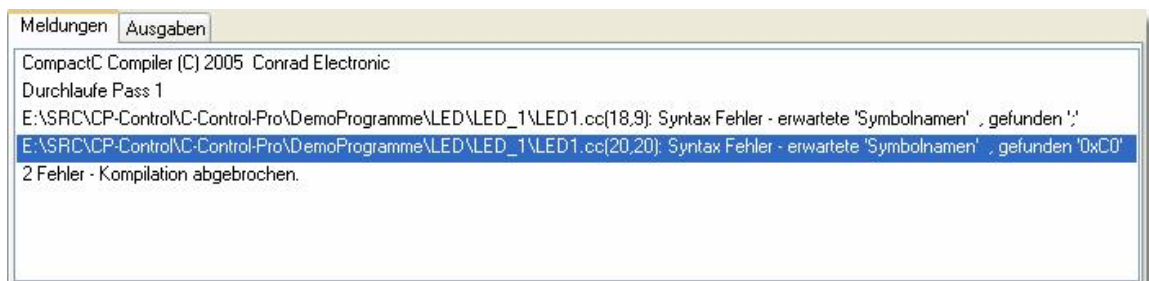 Meldungen Ausgaben
CompactC Compiler (C) 2005 Conrad Electronic
Durchlaufe Pass 1
E:\SRC\CP-Control\C-Control-Pro\DemoProgramme\LED\LED_1\LED1.cc(18,9): Syntax Fehler - erwartete 'Symbolnamen' , gefunden ';'
E:\SRC\CP-Control\C-Control-Pro\DemoProgramme\LED\LED_1\LED1.cc(20,20): Syntax Fehler - erwartete 'Symbolnamen' , gefunden '0xC0'
2 Fehler - Kompilation abgebrochen.